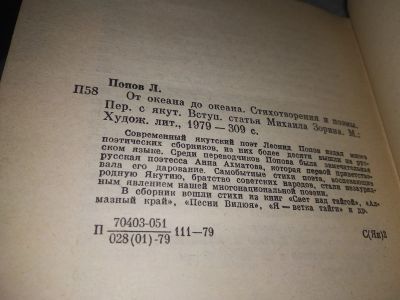 Попов Л.
П58
От океана до океана. Стихотворения и поэмы.
Пер. с якут. Вступ. статья Михаила Зорина. М.:
Худож. лит., 1979 — 309 с.
Современный якутский поэт Леонид Попов издал много
поэтических сборников, из них более десяти вышли на рус-
ском языке. Среди переводчиков Попова была замечательная
русская поэтесса Анна Ахматова, которая первой приветство-
вала его дарование. Самобытные стихи поэта, воспевающие
родную Якутию, братство советских народов, стали
явлением нашей многонациональной поэзии.
В сборник вошли стихи из книг «Свет над тайгой», «Ал-
мазный край», «Песни Вилюя», «Я — ветка тайги» и др.
П 70403-051
028(01)-79 111—79
С(Як)2